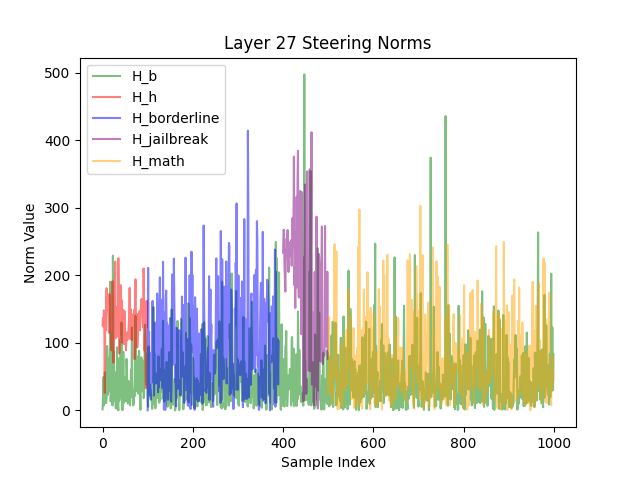 Layer 27 Steering Norms
H_b
H_h
H_borderline
H_jailbreak
H_math
Norm Value
500
400
300
200
100
0
0 200 400 600 800 1000
Sample Index